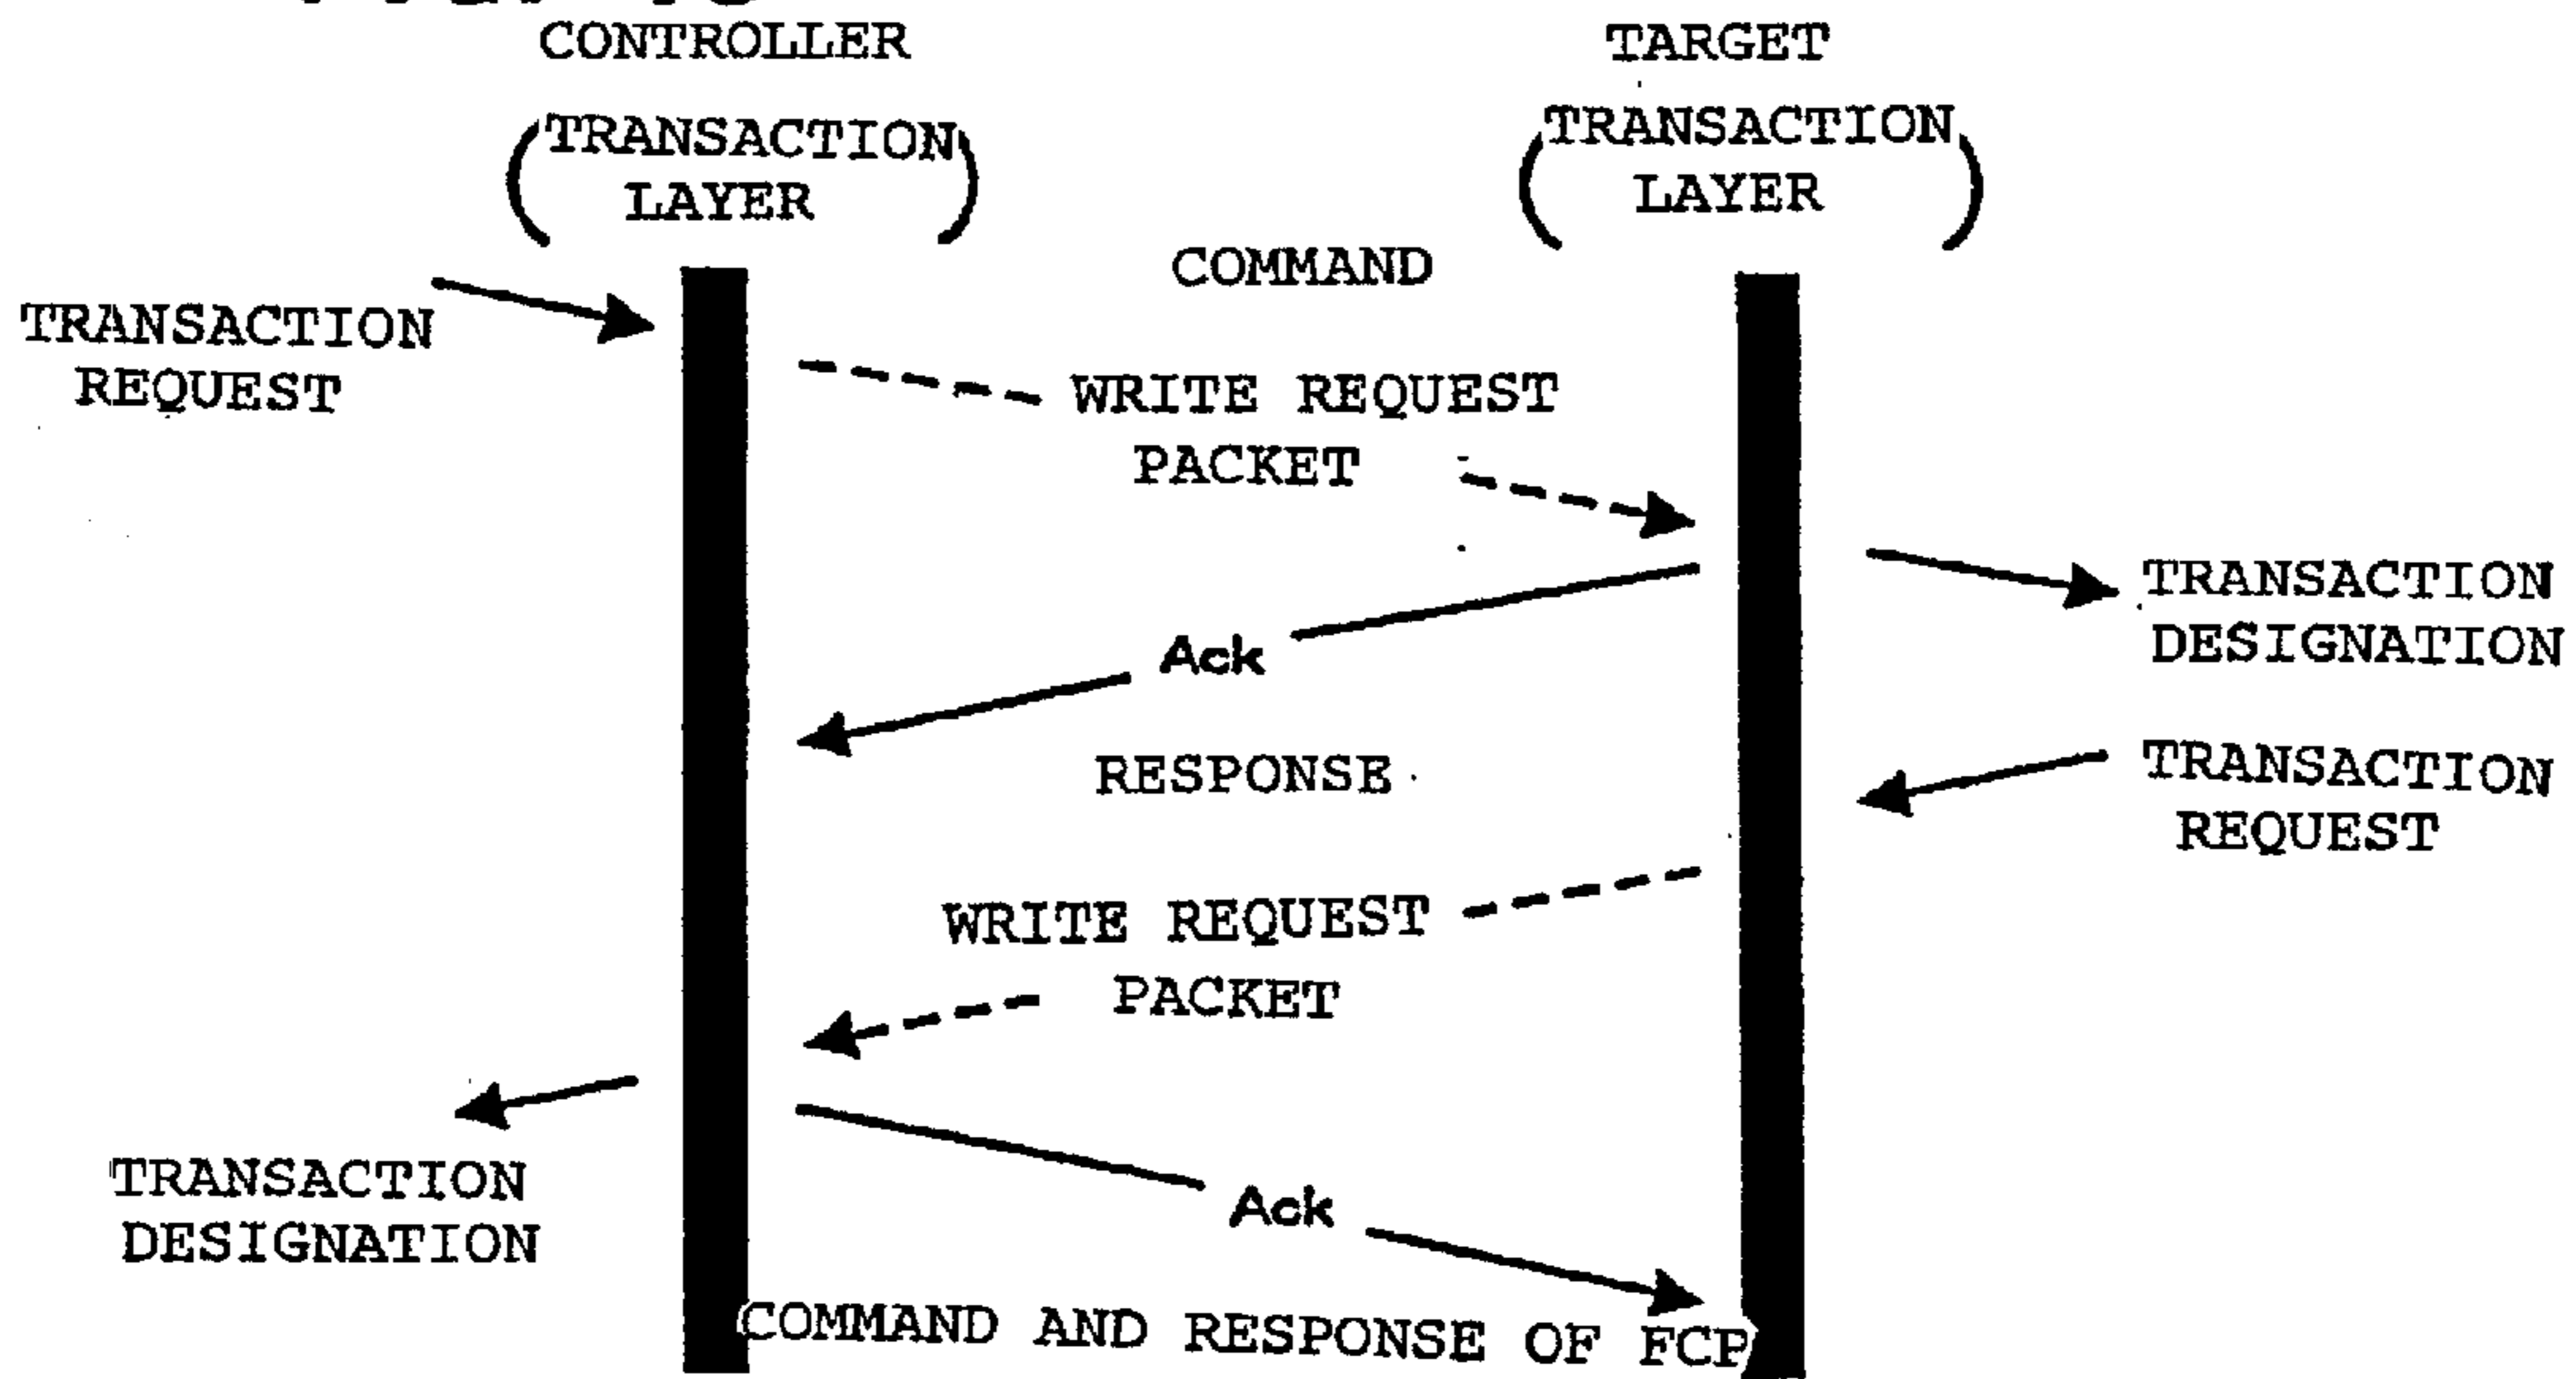 CONTROLLER
TARGET
(TRANSACTION
LAYER)
(TRANSACTION
LAYER)
COMMAND
TRANSACTION
REQUEST
WRITE REQUEST
PACKET
TRANSACTION
DESIGNATION
Ack
RESPONSE
TRANSACTION
REQUEST
WRITE REQUEST
PACKET
TRANSACTION
DESIGNATION
Ack
COMMAND AND RESPONSE OF FCP